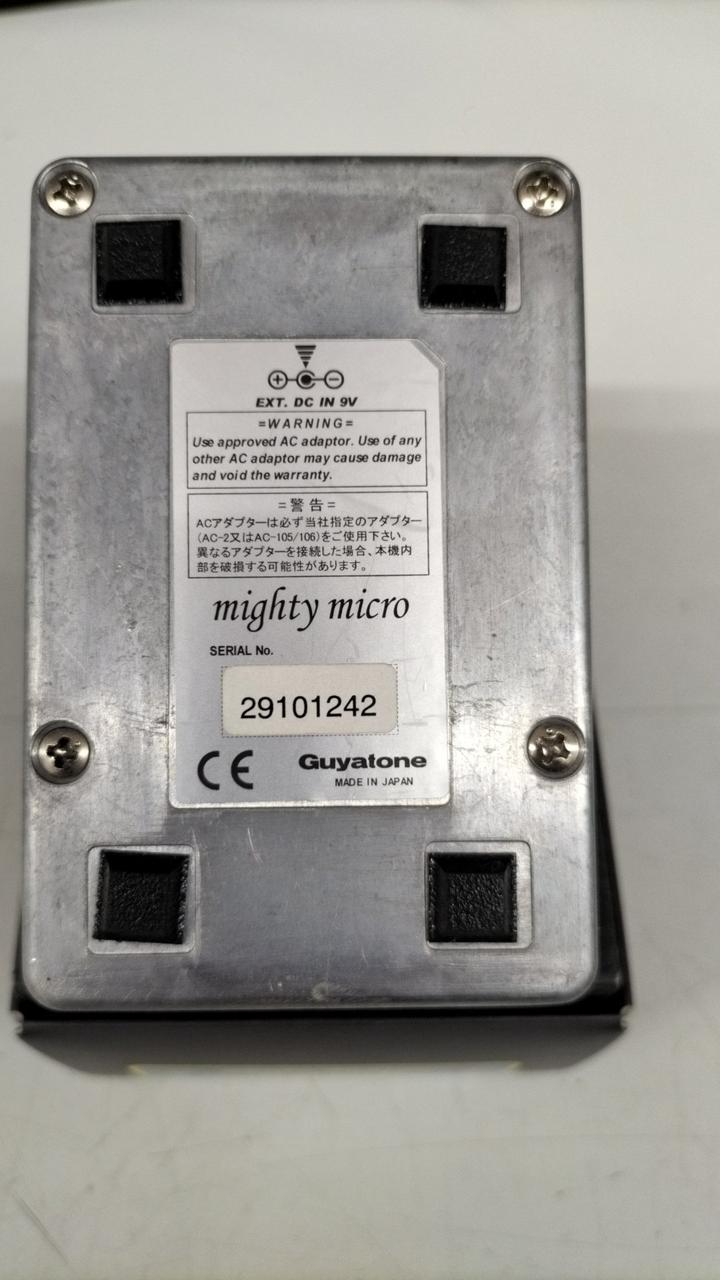 EXT. DC IN 9V
=WARNING=
Use approved AC adaptor. Use of any
other AC adaptor may cause damage
and void the warranty.
=警告=
ACアダプターは必ず当社指定のアダプター
(AC-2又はAC-105/106)をご使用下さい。
異なるアダプターを接続した場合、本機内
部を破損する可能性があります。
mighty micro
SERIAL No.
29101242
CE Guyatone
MADE IN JAPAN